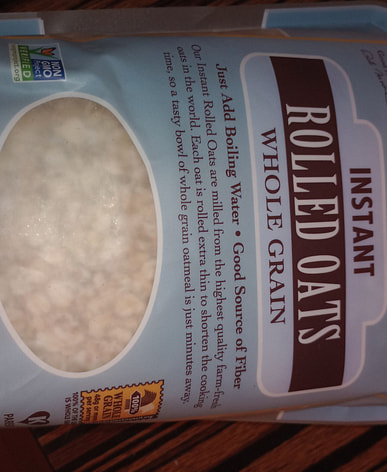 INSTANT
ROLLED OATS
WHOLE GRAIN
Just Add Boiling Water • Good Source of Fiber
Our Instant Rolled Oats are milled from the highest quality farm-fresh
oats in the world. Each oat is rolled extra thin to shorten the cooking
time, so a tasty bowl of whole grain oatmeal is just minutes away.
NON
GMO
Project
VERIFIED
100%
WHOLE
GRAIN